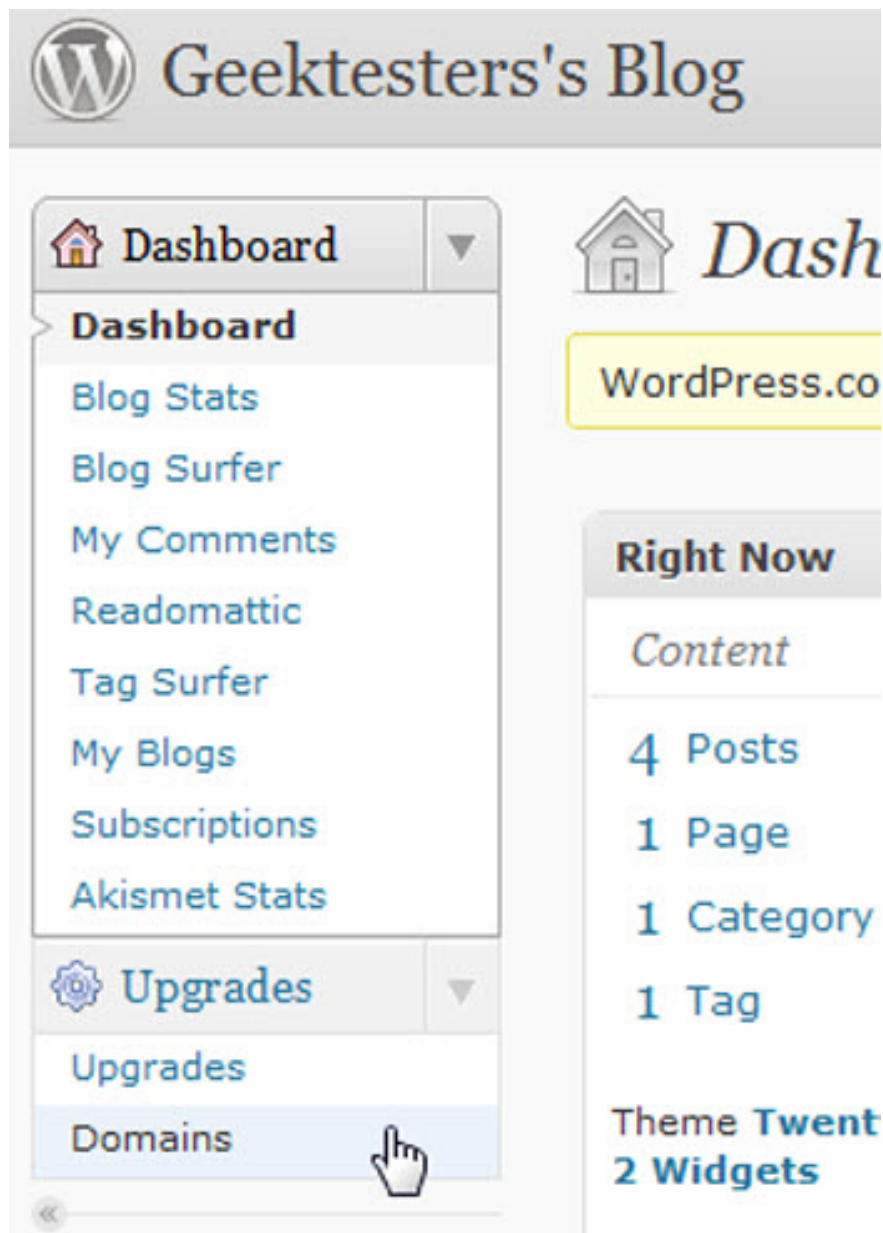 Geektesters's Blog
Dashboard
Dashboard
Blog Stats
Blog Surfer
My Comments
Readomattic
Tag Surfer
My Blogs
Subscriptions
Akismet Stats
Upgrades
Upgrades
Domains
Dash
WordPress.co
Right Now
Content
4 Posts
1 Page
1 Category
1 Tag
Theme Twent
2 Widgets